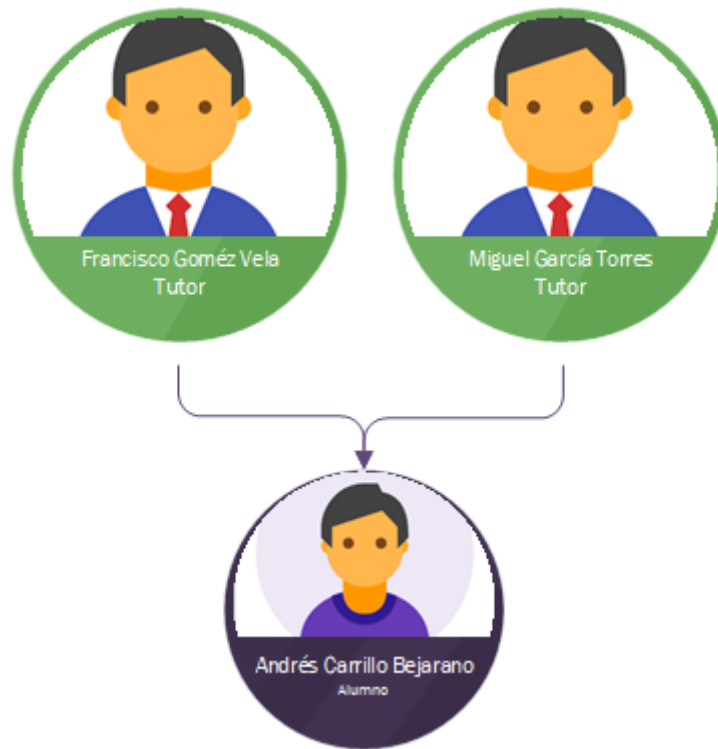 Francisco Goméz Vela
Tutor
Miguel García Torres
Tutor
Andrés Carrillo Bejarano
Alumno